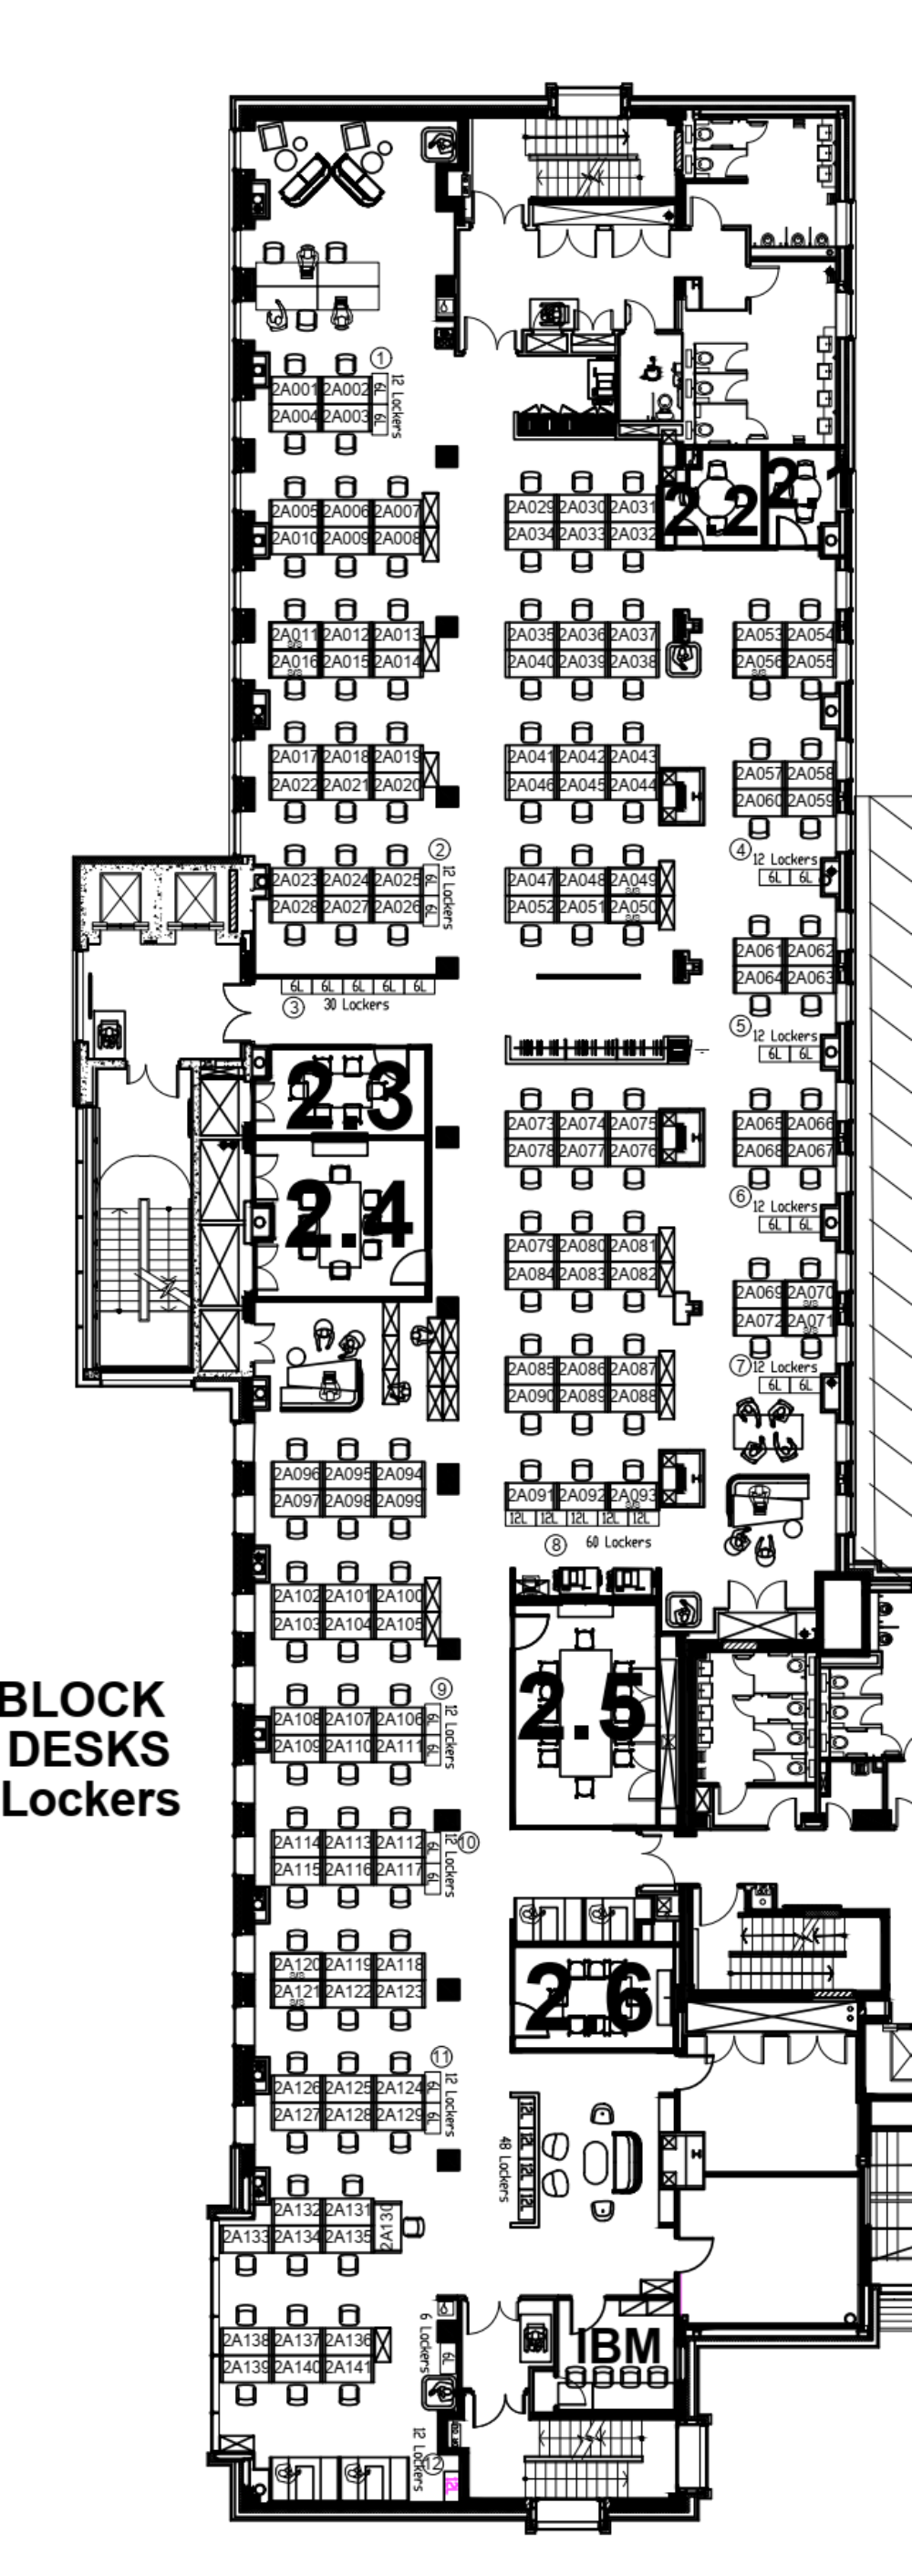 ①
2A001 2A002 6L
2A004 2A003 6L
12 Lockers
2A005 2A006 2A007
2A010 2A009 2A008
2A029 2A030 2A031
2A034 2A033 2A032
2.2
2.1
2A011 2A012 2A013
2A016 2A015 2A014
2A035 2A036 2A037
2A040 2A039 2A038
2A053 2A054
2A056 2A055
2A017 2A018 2A019
2A022 2A021 2A020
2A041 2A042 2A043
2A046 2A045 2A044
2A057 2A058
2A060 2A059
②
2A023 2A024 2A025 6L
2A028 2A027 2A026 6L
12 Lockers
2A047 2A048 2A049
2A052 2A051 2A050
④ 12 Lockers
6L 6L
2A061 2A062
2A064 2A063
6L 6L 6L 6L 6L
③ 30 Lockers
⑤ 12 Lockers
6L 6L
2.3
2A073 2A074 2A075
2A078 2A077 2A076
2A065 2A066
2A068 2A067
2.4
⑥ 12 Lockers
6L 6L
2A079 2A080 2A081
2A084 2A083 2A082
2A069 2A070
2A072 2A071
2A085 2A086 2A087
2A090 2A089 2A088
⑦ 12 Lockers
6L 6L
2A096 2A095 2A094
2A097 2A098 2A099
2A091 2A092 2A093
12L 12L 12L 12L 12L
⑧ 60 Lockers
2A102 2A101 2A100
2A103 2A104 2A105
2.5
BLOCK
DESKS
Lockers
⑨
2A108 2A107 2A106 6L
2A109 2A110 2A111 6L
12 Lockers
⑩
2A114 2A113 2A112 6L
2A115 2A116 2A117 6L
12 Lockers
2A120 2A119 2A118
2A121 2A122 2A123
2.6
⑪
2A126 2A125 2A124 6L
2A127 2A128 2A129 6L
12 Lockers
48 Lockers
12L 12L 12L 12L
2A132 2A131
2A133 2A134 2A135
2A130
2A138 2A137 2A136
2A139 2A140 2A141
6 Lockers
6L
IBM
12 Lockers
⑫
12L